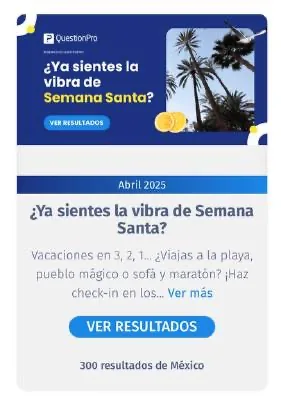 QuestionPro
¿Ya sientes la
vibra de
Semana Santa?
VER RESULTADOS
Abril 2025
¿Ya sientes la vibra de Semana
Santa?
Vacaciones en 3, 2, 1... ¿Viajas a la playa,
pueblo mágico o sofá y maratón? ¡Haz
check-in en los... Ver más
VER RESULTADOS
300 resultados de México